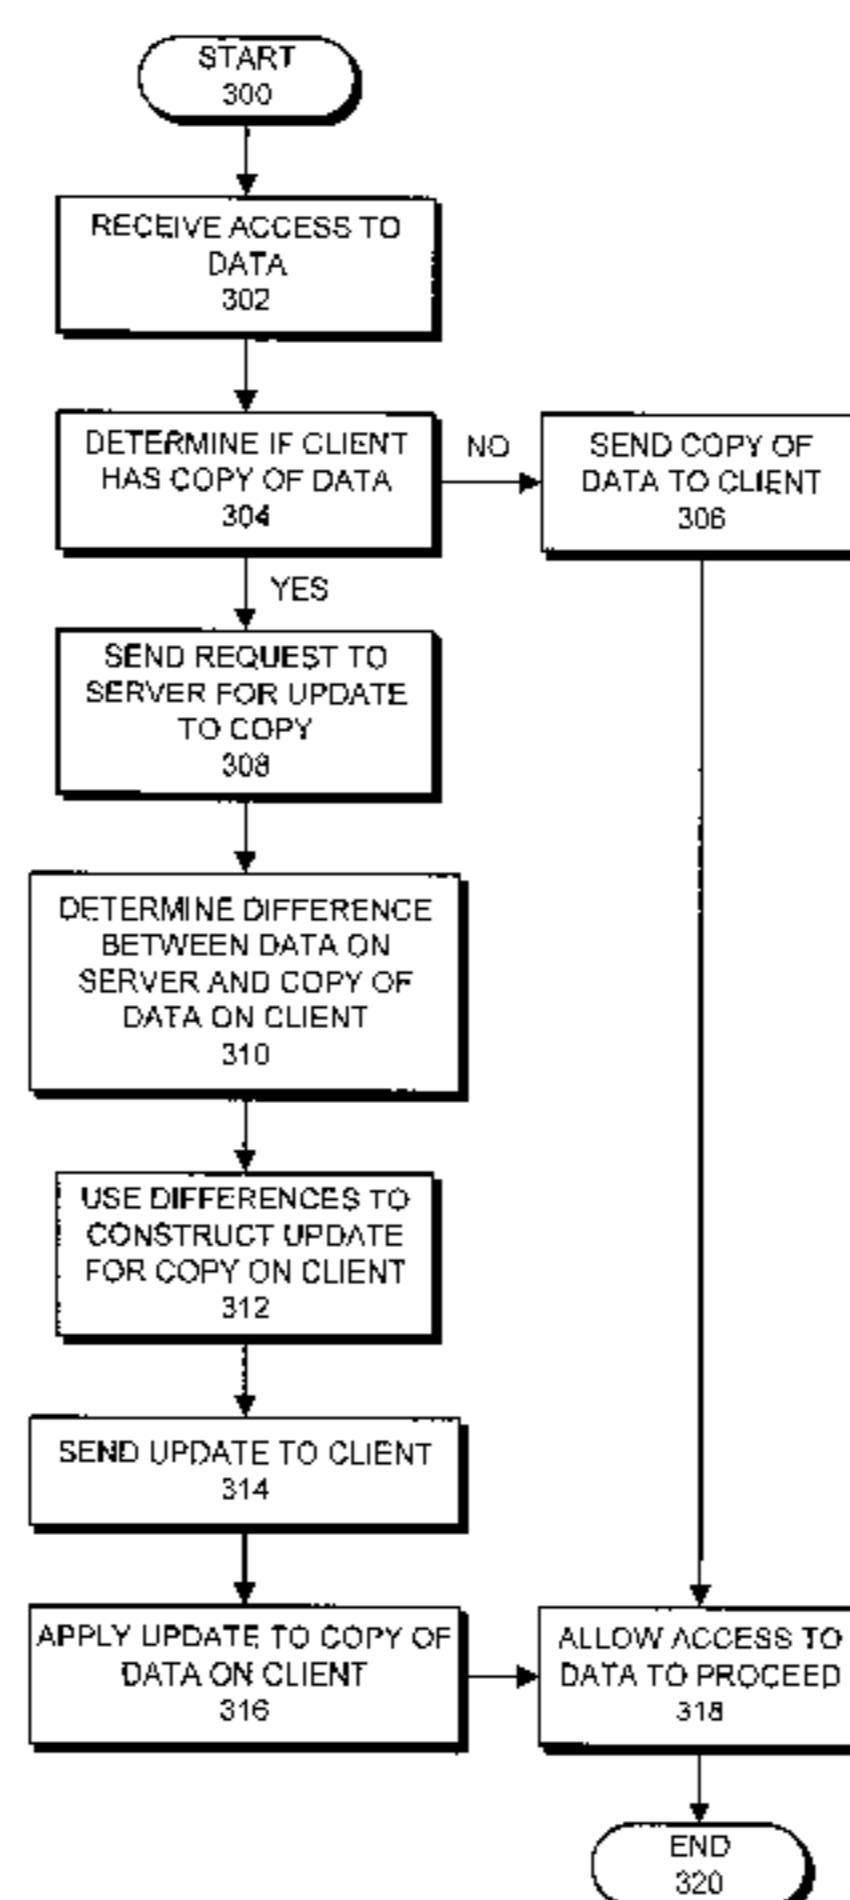 START
300
RECEIVE ACCESS TO
DATA
302
DETERMINE IF CLIENT
HAS COPY OF DATA
304
NO
SEND COPY OF
DATA TO CLIENT
306
YES
SEND REQUEST TO
SERVER FOR UPDATE
TO COPY
308
DETERMINE DIFFERENCE
BETWEEN DATA ON
SERVER AND COPY OF
DATA ON CLIENT
310
USE DIFFERENCES TO
CONSTRUCT UPDATE
FOR COPY ON CLIENT
312
SEND UPDATE TO CLIENT
314
APPLY UPDATE TO COPY OF
DATA ON CLIENT
316
ALLOW ACCESS TO
DATA TO PROCEED
318
END
320